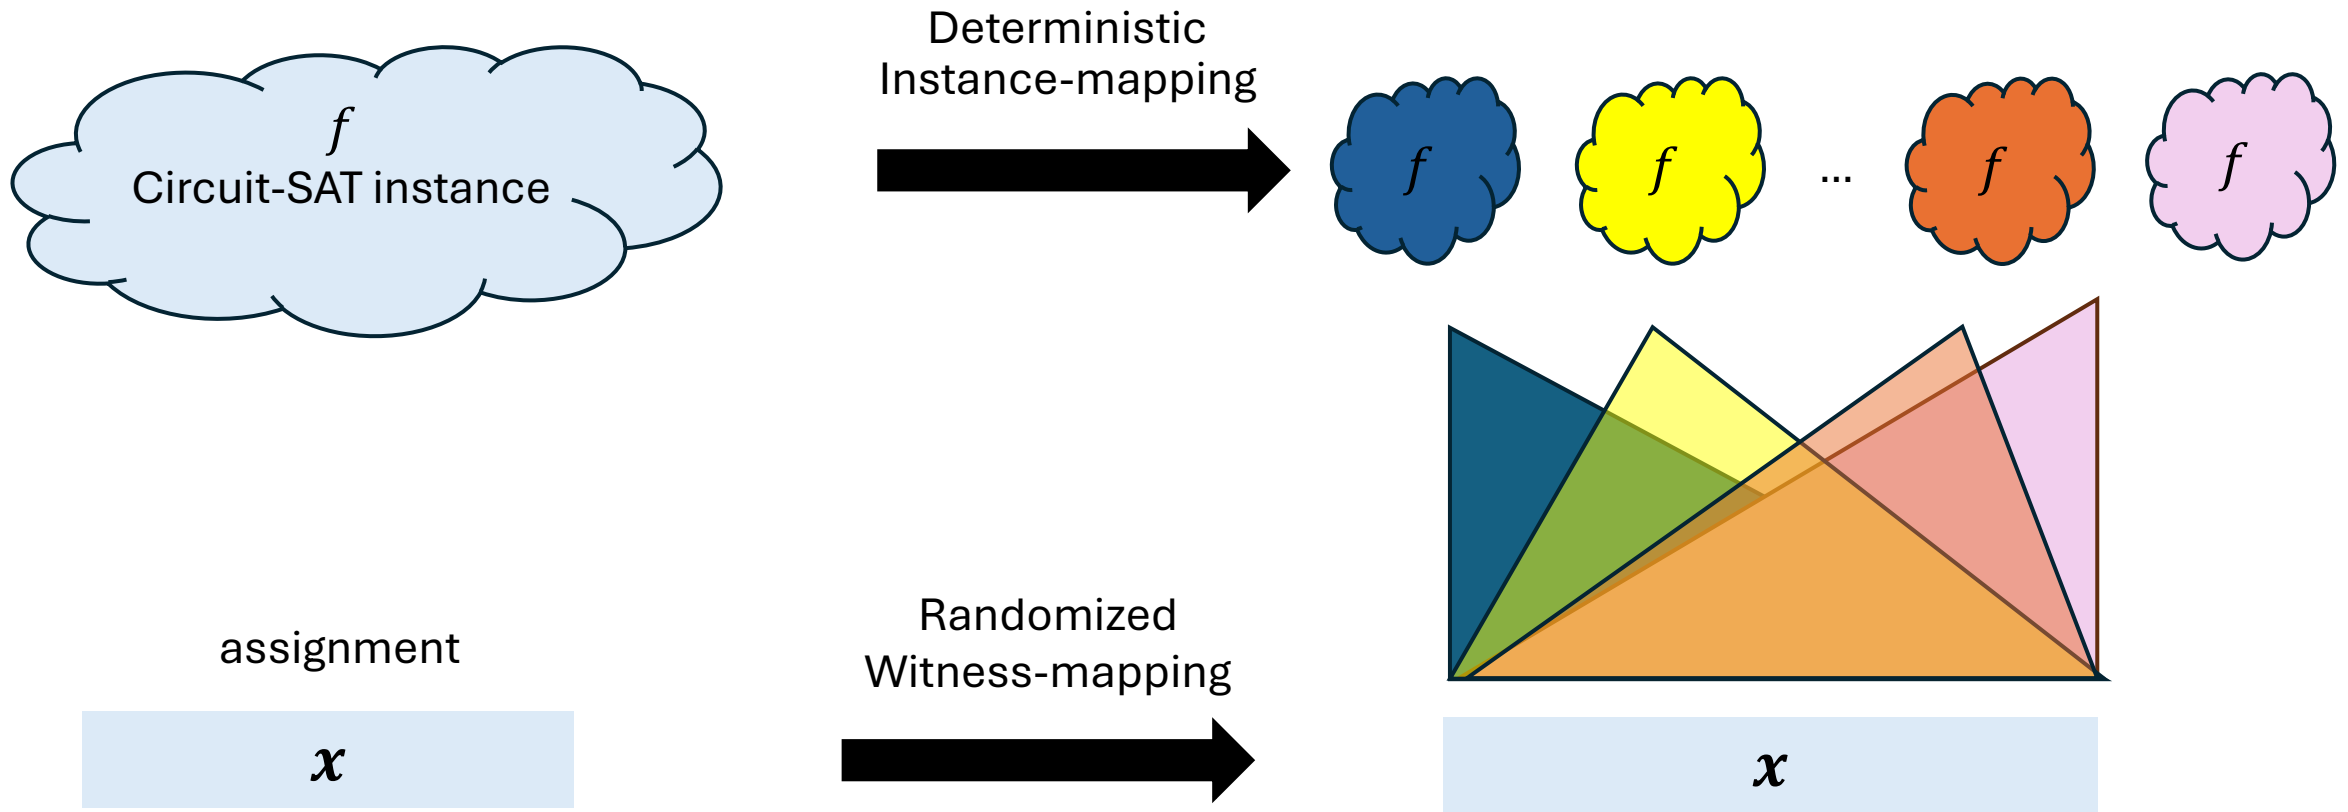 Deterministic
Instance-mapping
f
Circuit-SAT instance
f f ... f f
Randomized
Witness-mapping
assignment
x
x